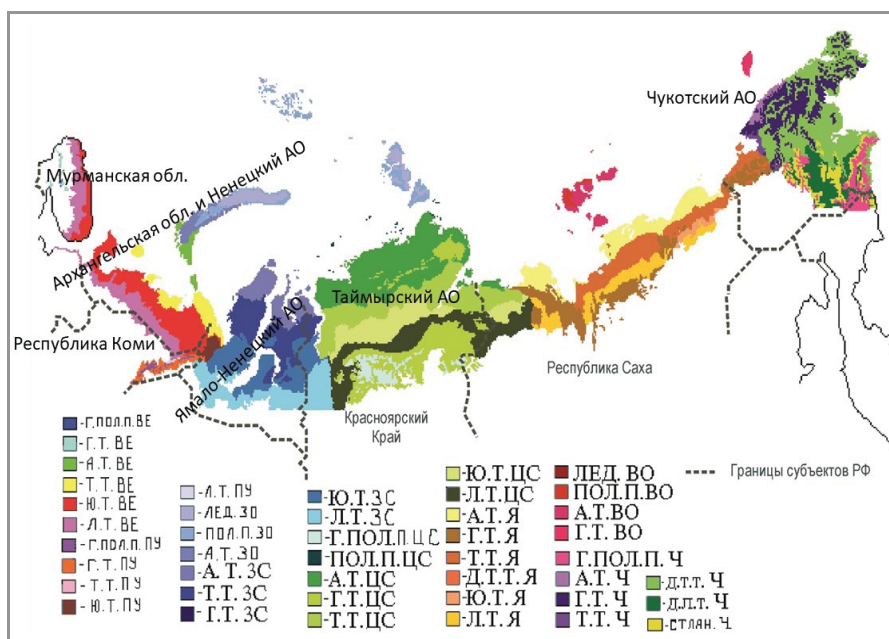 Чукотский АО
Мурманская обл.
Архангельская обл. и Ненецкий АО
Таймырский АО
Республика Коми
Ямало-Ненецкий АО
Республика Саха
Красноярский
Край
Границы субъектов РФ
-Г.ПОЛ.П.ВЕ
-Г.Т. ВЕ
-А.Т. ВЕ
-Т.Т. ВЕ
-Ю.Т. ВЕ
-Л.Т. ВЕ
-Г.ПОЛ.П. ПУ
-Г.Т. ПУ
-Т.Т. ПУ
-Ю.Т. ПУ
-Л.Т. ПУ
-ЛЕД. ЗО
-ПОЛ.П.ЗО
-А.Т. ЗО
-А.Т. ЗС
-Т.Т. ЗС
-Г.Т. ЗС
-Ю.Т.ЗС
-Л.Т.ЗС
-Г.ПОЛ.П.ЦС
-ПОЛ.П.ЦС
-А.Т.ЦС
-Г.Т.ЦС
-Т.Т.ЦС
-Ю.Т.ЦС
-Л.Т.ЦС
-А.Т.Я
-Г.Т.Я
-Т.Т.Я
-Д.Т.Т.Я
-Ю.Т.Я
-Л.Т.Я
ЛЕД. ВО
ПОЛ.П.ВО
А.Т.ВО
Г.Т. ВО
Г.ПОЛ.П. Ч
А.Т. Ч
Г.Т. Ч
Т.Т. Ч
-Д.Т.Т. Ч
-Д.Л.Т. Ч
-СТЛАН. Ч